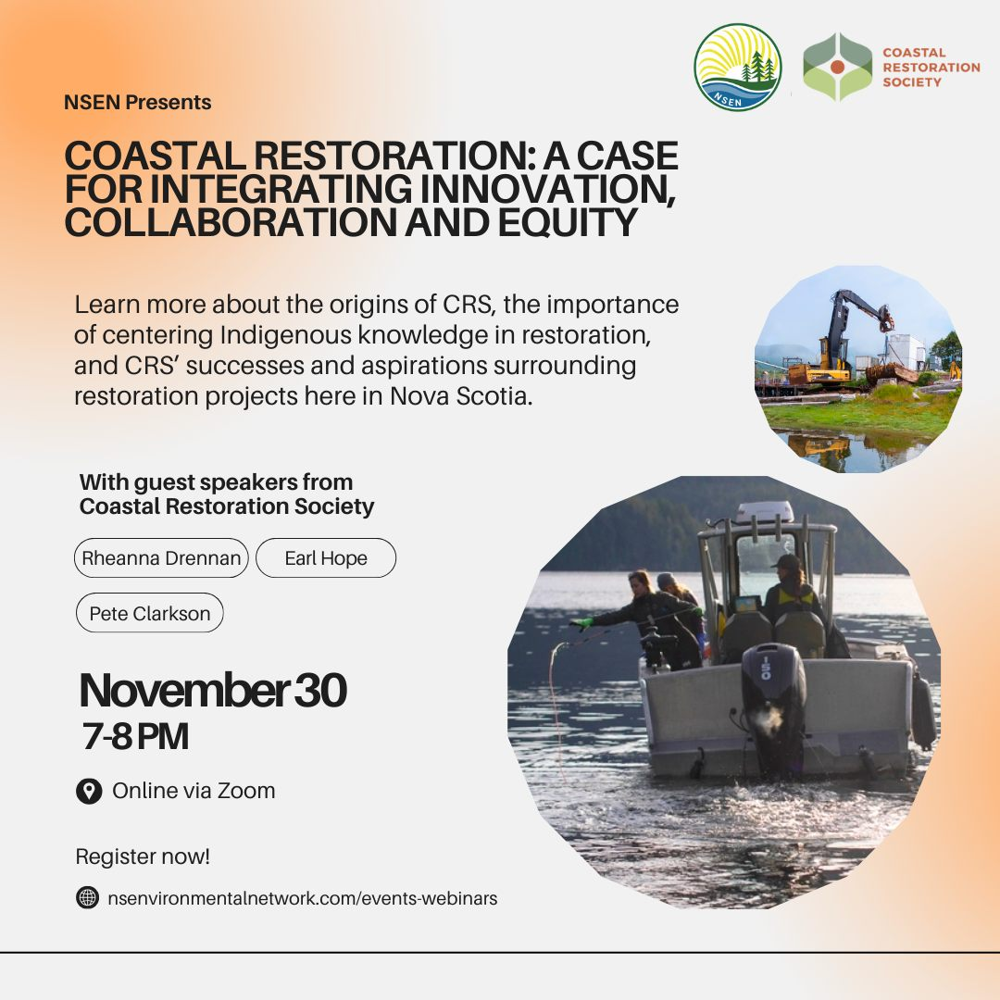 NSEN
COASTAL
RESTORATION
SOCIETY
NSEN Presents
COASTAL RESTORATION: A CASE
FOR INTEGRATING INNOVATION,
COLLABORATION AND EQUITY
Learn more about the origins of CRS, the importance
of centering Indigenous knowledge in restoration,
and CRS’ successes and aspirations surrounding
restoration projects here in Nova Scotia.
With guest speakers from
Coastal Restoration Society
Rheanna Drennan
Earl Hope
Pete Clarkson
150
November 30
7-8 PM
Online via Zoom
Register now!
nsenvironmentalnetwork.com/events-webinars